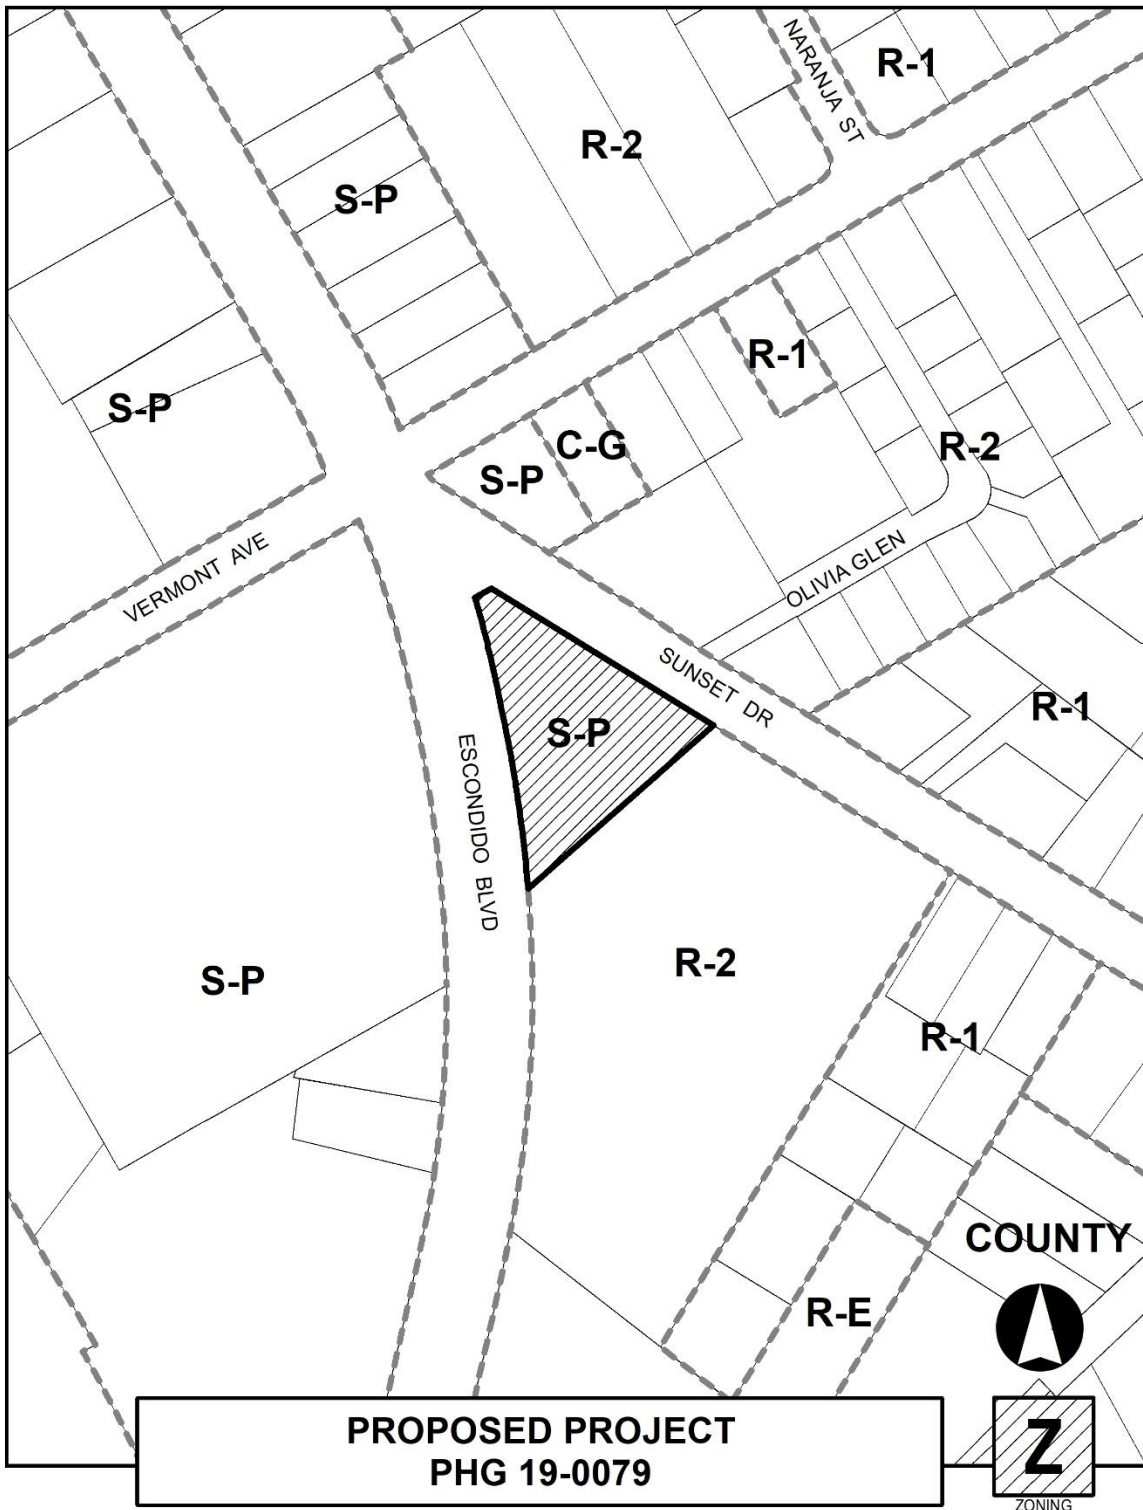 NARANJA ST
R-1
R-2
S-P
R-1
S-P
C-G
S-P
R-2
VERMONT AVE
OLIVIA GLEN
SUNSET DR
R-1
S-P
ESCONDIDO BLVD
R-2
S-P
R-1
COUNTY
R-E
PROPOSED PROJECT
PHG 19-0079
Z
ZONING